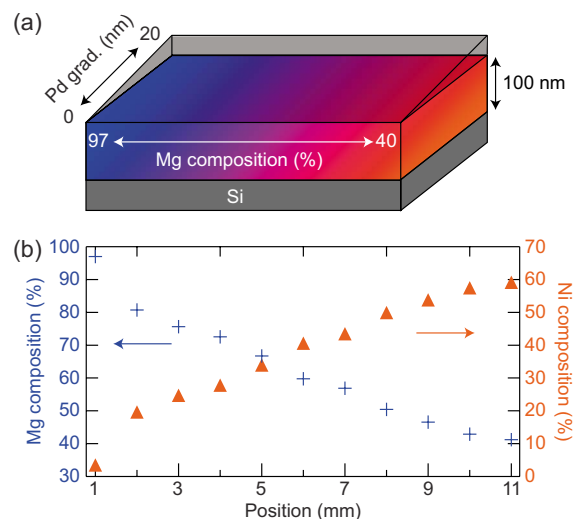 (a)
Pd grad. (nm)
20
0
100 nm
97
40
Mg composition (%)
Si
(b)
100
90
80
70
60
50
40
30
Mg composition (%)
70
60
50
40
30
20
10
0
Ni composition
(%)
1 3 5 7 9 11
Position (mm)